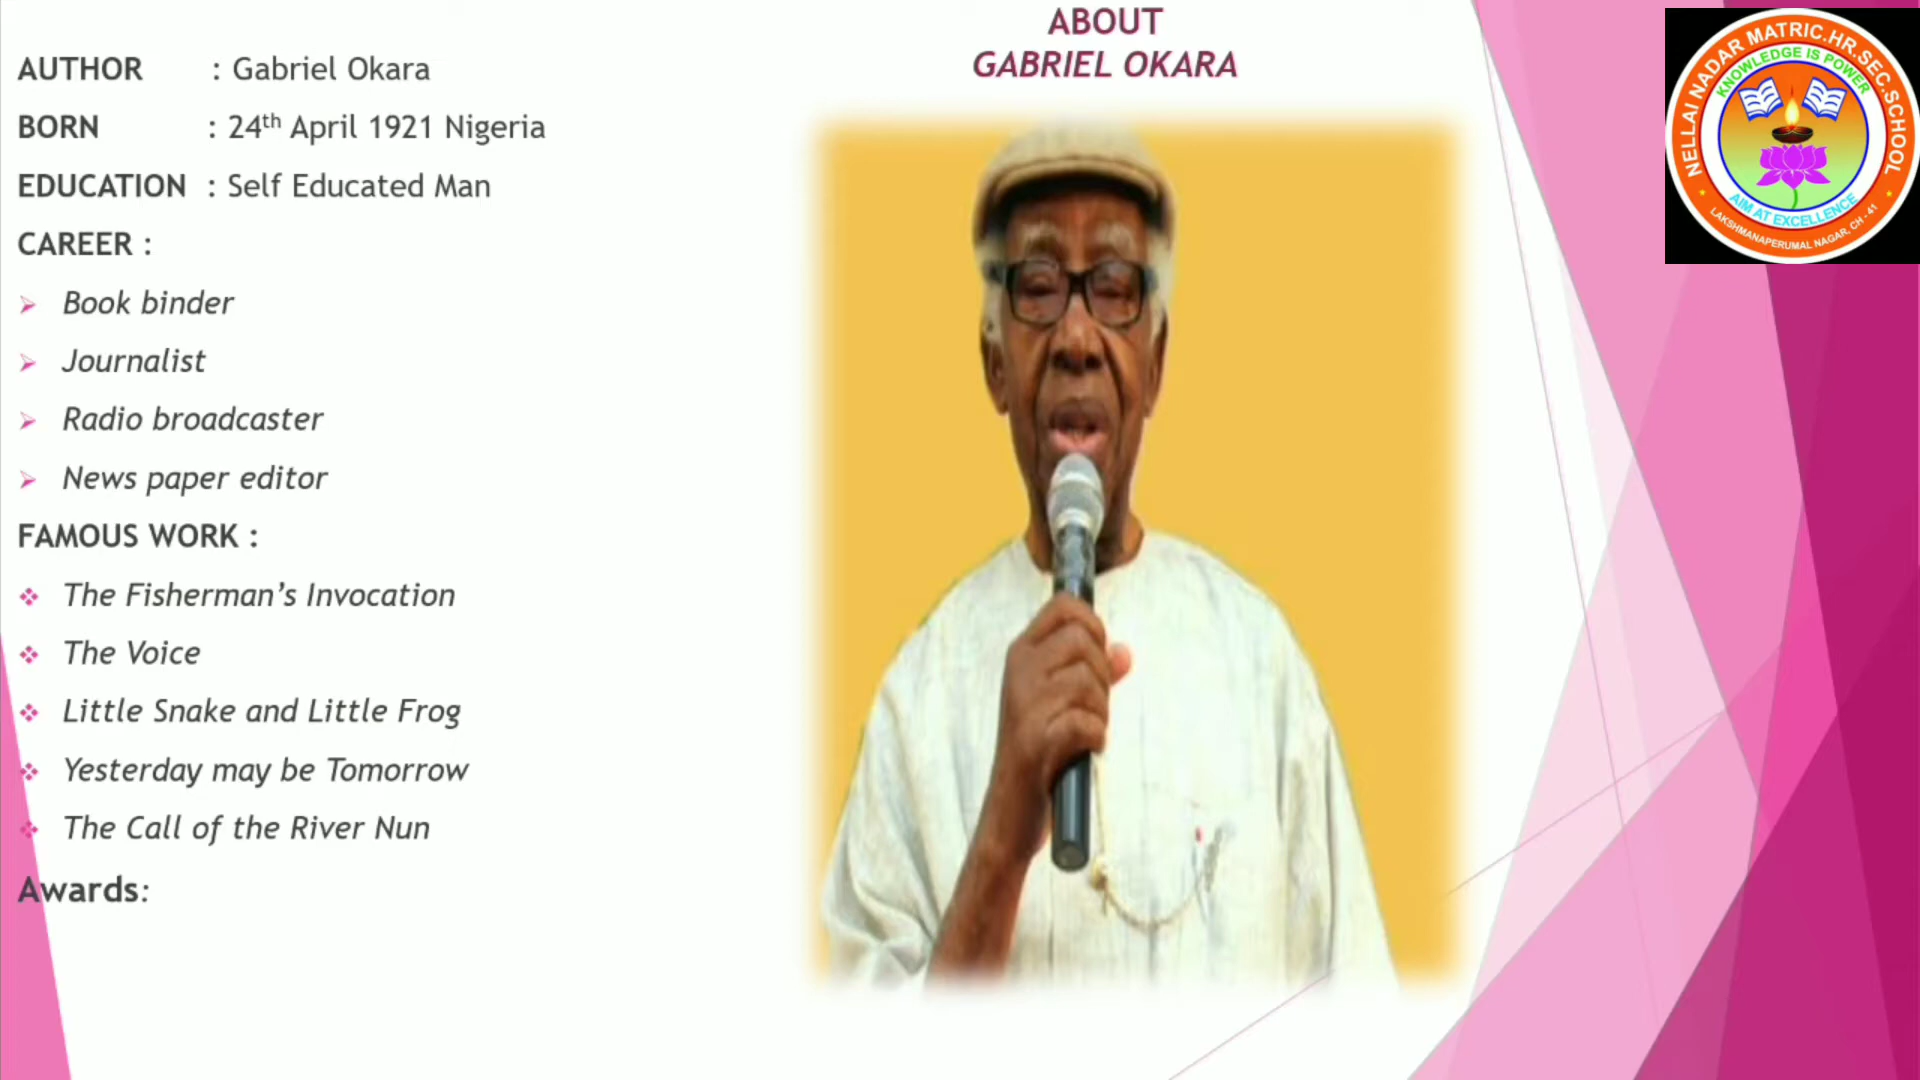 ABOUT
GABRIEL OKARA
AUTHOR : Gabriel Okara
BORN : 24th April 1921 Nigeria
EDUCATION : Self Educated Man
CAREER :
Book binder
Journalist
Radio broadcaster
News paper editor
FAMOUS WORK :
The Fisherman’s Invocation
The Voice
Little Snake and Little Frog
Yesterday may be Tomorrow
The Call of the River Nun
Awards:
NELLAI NADAR MATRIC.HR.SEC.SCHOOL
KNOWLEDGE IS POWER
AIM AT EXCELLENCE
LAKSHMANAPERUMAL NAGAR, CH - 41